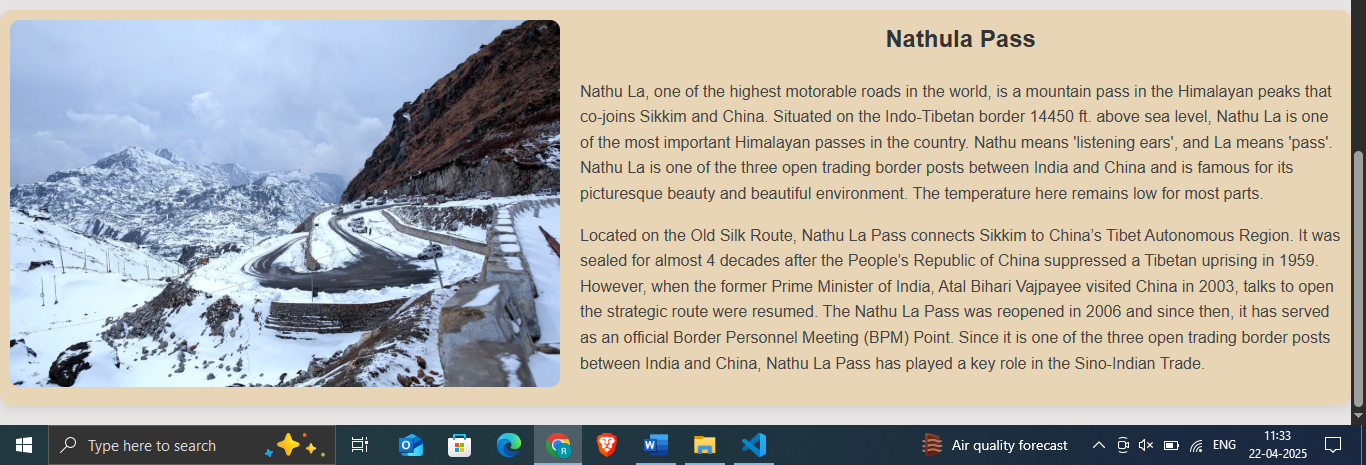 Nathula Pass
Nathu La, one of the highest motorable roads in the world, is a mountain pass in the Himalayan peaks that
co-joins Sikkim and China. Situated on the Indo-Tibetan border 14450 ft. above sea level, Nathu La is one
of the most important Himalayan passes in the country. Nathu means 'listening ears', and La means 'pass'.
Nathu La is one of the three open trading border posts between India and China and is famous for its
picturesque beauty and beautiful environment. The temperature here remains low for most parts.
Located on the Old Silk Route, Nathu La Pass connects Sikkim to China’s Tibet Autonomous Region. It was
sealed for almost 4 decades after the People’s Republic of China suppressed a Tibetan uprising in 1959.
However, when the former Prime Minister of India, Atal Bihari Vajpayee visited China in 2003, talks to open
the strategic route were resumed. The Nathu La Pass was reopened in 2006 and since then, it has served
as an official Border Personnel Meeting (BPM) Point. Since it is one of the three open trading border posts
between India and China, Nathu La Pass has played a key role in the Sino-Indian Trade.
Type here to search
Air quality forecast
ENG
11:33
22-04-2025